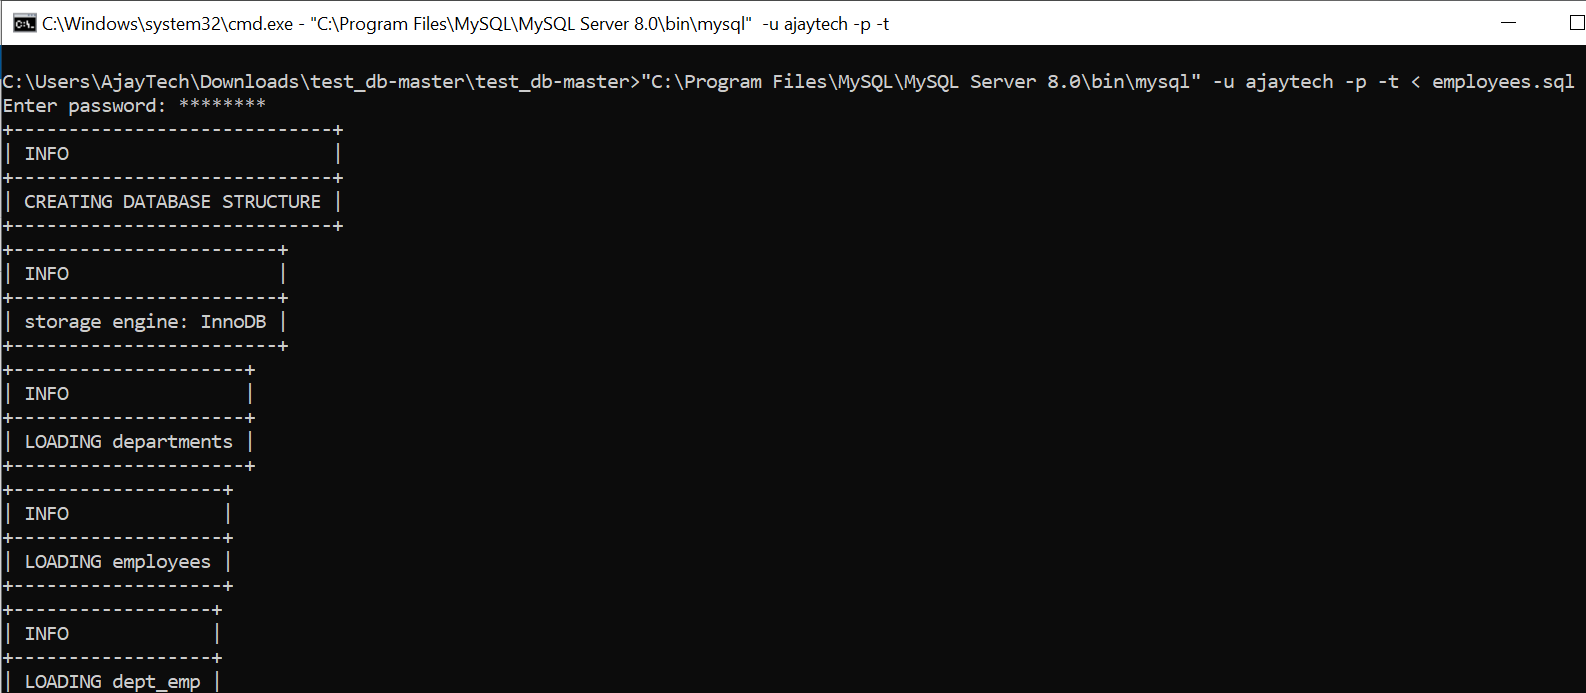 C:\Windows\system32\cmd.exe - "C:\Program Files\MySQL\MySQL Server 8.0\bin\mysql"  -u ajaytech -p -t
C:\Users\AjayTech\Downloads\test_db-master\test_db-master>"C:\Program Files\MySQL\MySQL Server 8.0\bin\mysql" -u ajaytech -p -t < employees.sql
Enter password: ********
+-----------------------------+
| INFO                        |
+-----------------------------+
| CREATING DATABASE STRUCTURE |
+-----------------------------+
+------------------------+
| INFO                   |
+------------------------+
| storage engine: InnoDB |
+------------------------+
+---------------------+
| INFO                |
+---------------------+
| LOADING departments |
+---------------------+
+-------------------+
| INFO              |
+-------------------+
| LOADING employees |
+-------------------+
+------------------+
| INFO             |
+------------------+
| LOADING dept_emp |